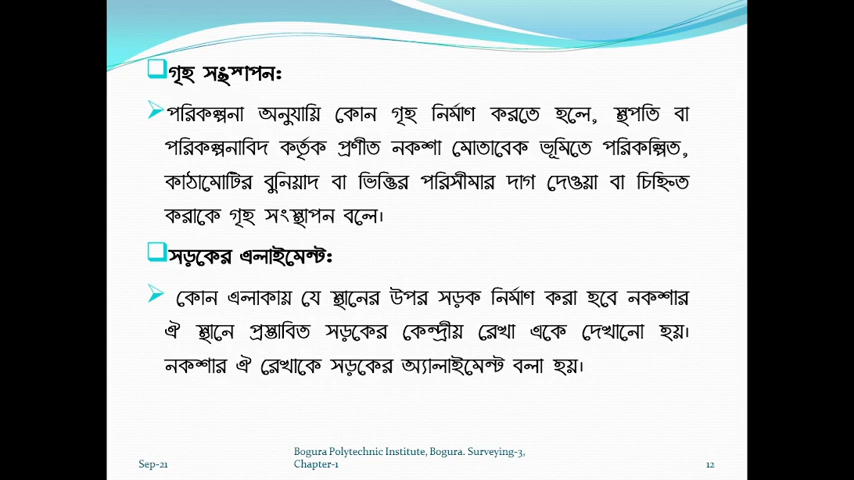 গৃহ সংস্থাপন:
পরিকল্পনা অনুযায়ি কোন গৃহ নির্মাণ করতে হলে, স্থপতি বা
পরিকল্পনাবিদ কর্তৃক প্রণীত নকশা মোতাবেক ভূমিতে পরিকল্পিত,
কাঠামোটির বুনিয়াদ বা ভিত্তির পরিসীমার দাগ দেওয়া বা চিহ্নিত
করাকে গৃহ সংস্থাপন বলে।
সড়কের এলাইমেন্ট:
কোন এলাকায় যে স্থানের উপর সড়ক নির্মাণ করা হবে নকশার
ঐ স্থানে প্রস্তাবিত সড়কের কেন্দ্রীয় রেখা একে দেখানো হয়।
নকশার ঐ রেখাকে সড়কের অ্যালাইমেন্ট বলা হয়।
Sep-21
Bogura Polytechnic Institute, Bogura. Surveying-3,
Chapter-1
12